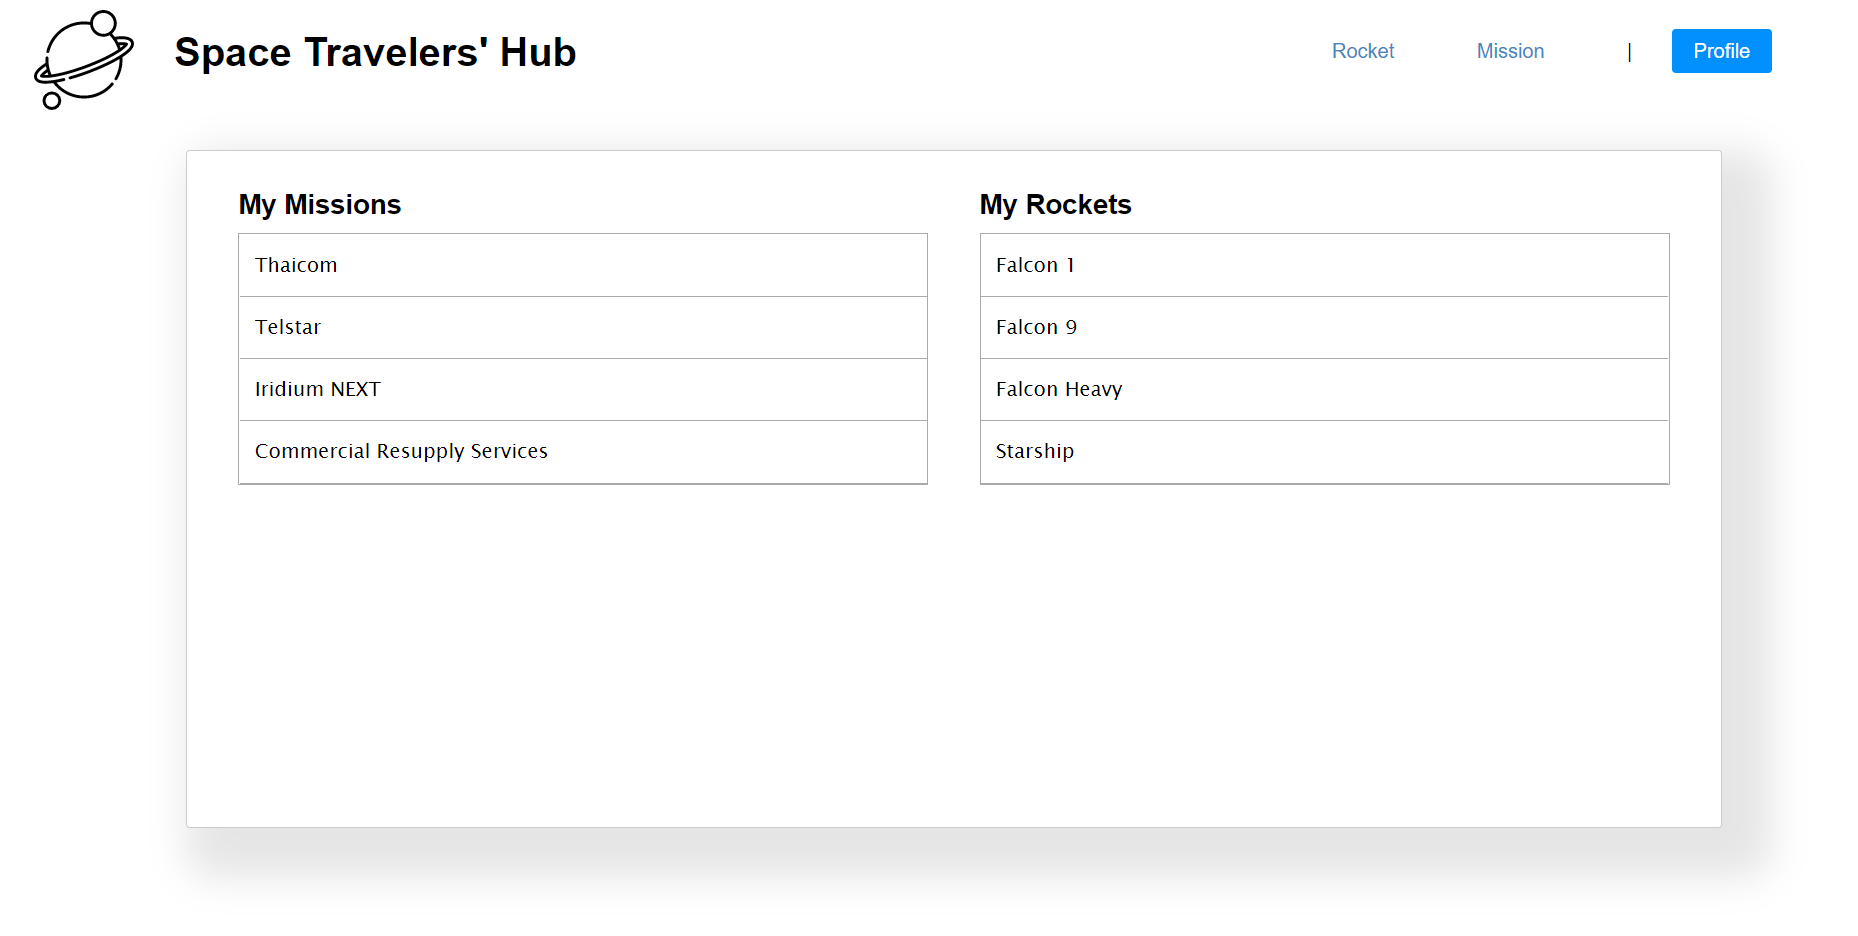 Space Travelers' Hub
Rocket
Mission
|
Profile
My Missions
Thaicom
Telstar
Iridium NEXT
Commercial Resupply Services
My Rockets
Falcon 1
Falcon 9
Falcon Heavy
Starship